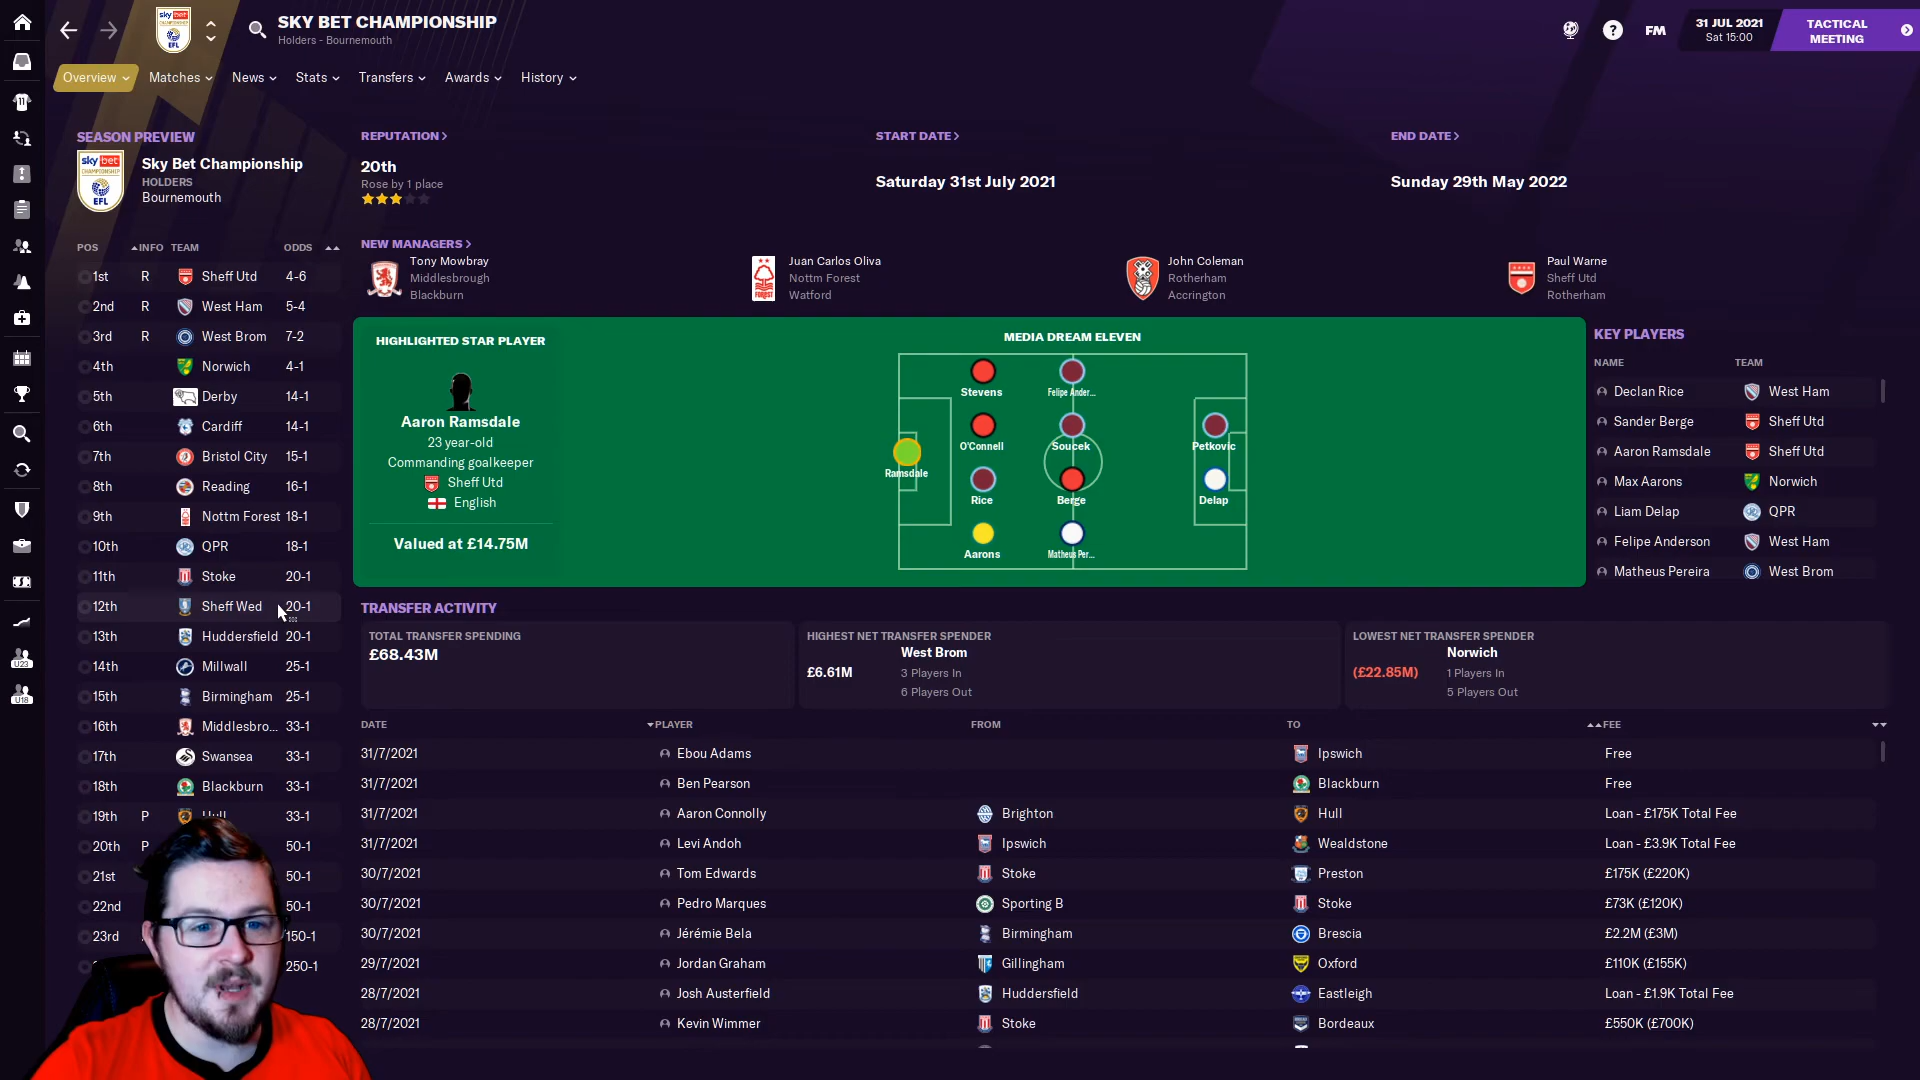 SKY BET CHAMPIONSHIP
Holders - Bournemouth
FM
31 JUL 2021
Sat 15:00
TACTICAL
MEETING
Overview
Matches
News
Stats
Transfers
Awards
History
SEASON PREVIEW
Sky Bet Championship
HOLDERS
Bournemouth
REPUTATION
20th
Rose by 1 place
START DATE
Saturday 31st July 2021
END DATE
Sunday 29th May 2022
NEW MANAGERS
Tony Mowbray
Middlesbrough
Blackburn
Juan Carlos Oliva
Nottm Forest
Watford
John Coleman
Rotherham
Accrington
Paul Warne
Sheff Utd
Rotherham
POS INFO TEAM ODDS
1st R Sheff Utd 4-6
2nd R West Ham 5-4
3rd R West Brom 7-2
4th Norwich 4-1
5th Derby 14-1
6th Cardiff 14-1
7th Bristol City 15-1
8th Reading 16-1
9th Nottm Forest 18-1
10th QPR 18-1
11th Stoke 20-1
12th Sheff Wed 20-1
13th Huddersfield 20-1
14th Millwall 25-1
15th Birmingham 25-1
16th Middlesbro... 33-1
17th Swansea 33-1
18th Blackburn 33-1
19th P Hull 33-1
20th P 50-1
21st 50-1
22nd 50-1
23rd 150-1
250-1
HIGHLIGHTED STAR PLAYER
Aaron Ramsdale
23 year-old
Commanding goalkeeper
Sheff Utd
English
Valued at £14.75M
MEDIA DREAM ELEVEN
Stevens
Felipe Ander...
O'Connell
Soucek
Petkovic
Ramsdale
Rice
Berge
Delap
Aarons
Matheus Per...
KEY PLAYERS
NAME TEAM
Declan Rice West Ham
Sander Berge Sheff Utd
Aaron Ramsdale Sheff Utd
Max Aarons Norwich
Liam Delap QPR
Felipe Anderson West Ham
Matheus Pereira West Brom
TRANSFER ACTIVITY
TOTAL TRANSFER SPENDING
£68.43M
HIGHEST NET TRANSFER SPENDER
West Brom
£6.61M
3 Players In
6 Players Out
LOWEST NET TRANSFER SPENDER
Norwich
(£22.85M)
1 Players In
5 Players Out
DATE PLAYER FROM TO FEE
31/7/2021 Ebou Adams Ipswich Free
31/7/2021 Ben Pearson Blackburn Free
31/7/2021 Aaron Connolly Brighton Hull Loan - £175K Total Fee
31/7/2021 Levi Andoh Ipswich Wealdstone Loan - £3.9K Total Fee
30/7/2021 Tom Edwards Stoke Preston £175K (£220K)
30/7/2021 Pedro Marques Sporting B Stoke £73K (£120K)
30/7/2021 Jérémie Bela Birmingham Brescia £2.2M (£3M)
29/7/2021 Jordan Graham Gillingham Oxford £110K (£155K)
28/7/2021 Josh Austerfield Huddersfield Eastleigh Loan - £1.9K Total Fee
28/7/2021 Kevin Wimmer Stoke Bordeaux £550K (£700K)
U23
U18